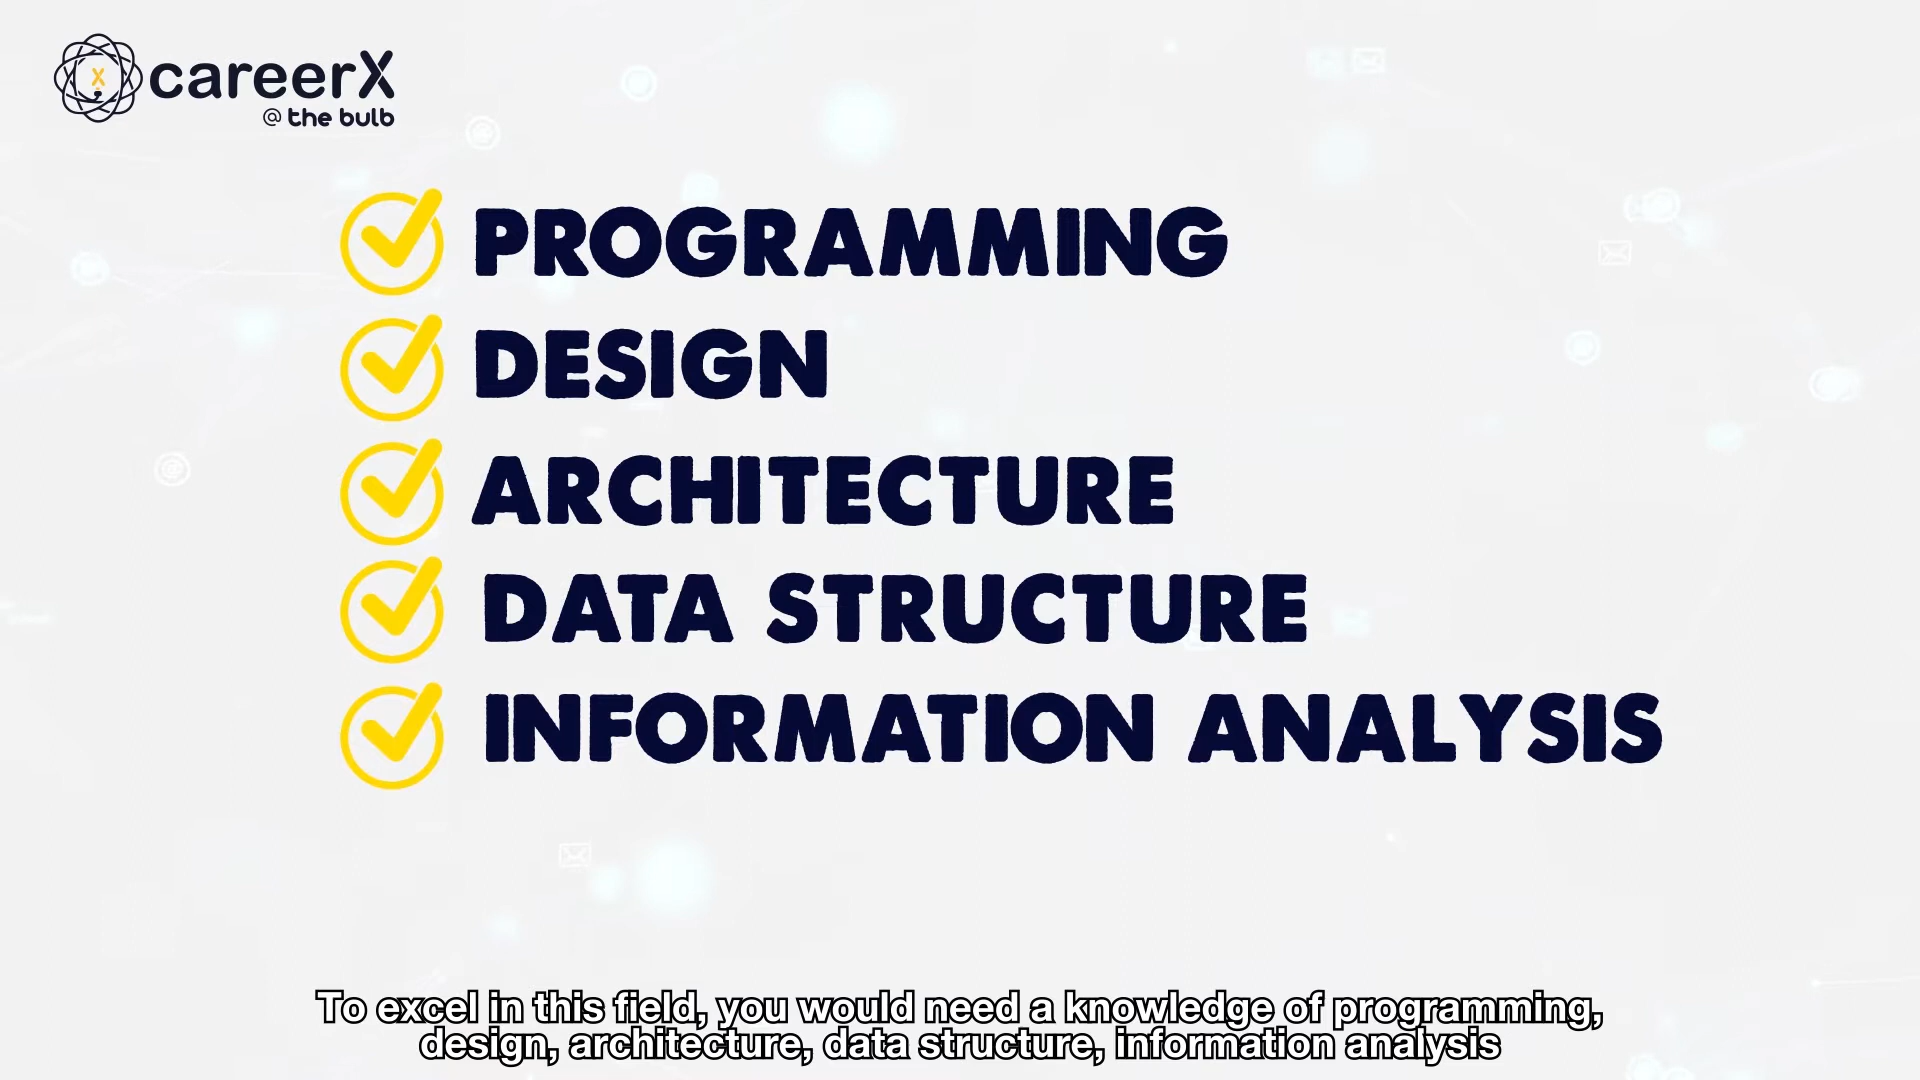 careerX
@ the bulb
PROGRAMMING
DESIGN
ARCHITECTURE
DATA STRUCTURE
INFORMATION ANALYSIS
To excel in this field, you would need a knowledge of programming,
design, architecture, data structure, information analysis